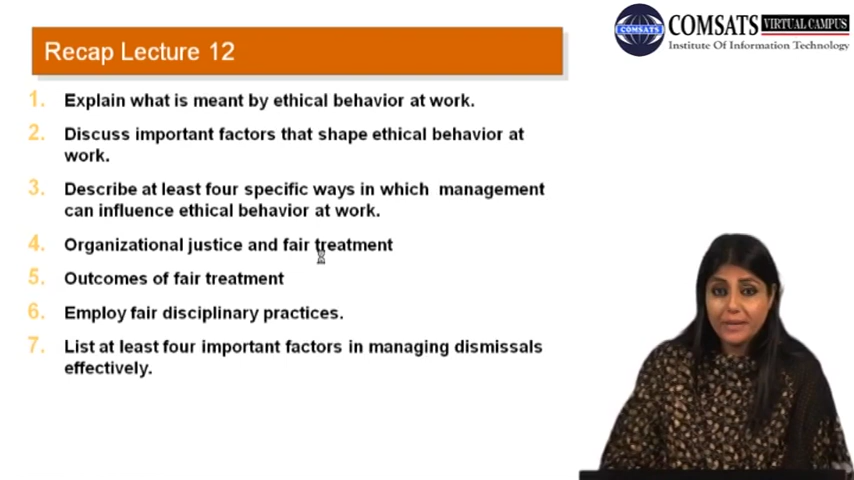 Recap Lecture 12
COMSATS VIRTUAL CAMPUS
COMSATS
Institute Of Information Technology
1. Explain what is meant by ethical behavior at work.
2. Discuss important factors that shape ethical behavior at
work.
3. Describe at least four specific ways in which management
can influence ethical behavior at work.
4. Organizational justice and fair treatment
5. Outcomes of fair treatment
6. Employ fair disciplinary practices.
7. List at least four important factors in managing dismissals
effectively.